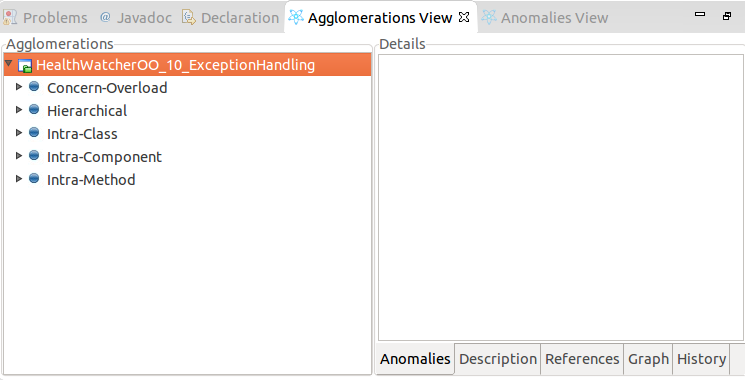 Problems @ Javadoc Declaration Agglomerations View Anomalies View
Agglomerations
HealthWatcherOO_10_ExceptionHandling
Concern-Overload
Hierarchical
Intra-Class
Intra-Component
Intra-Method
Details
Anomalies Description References Graph History